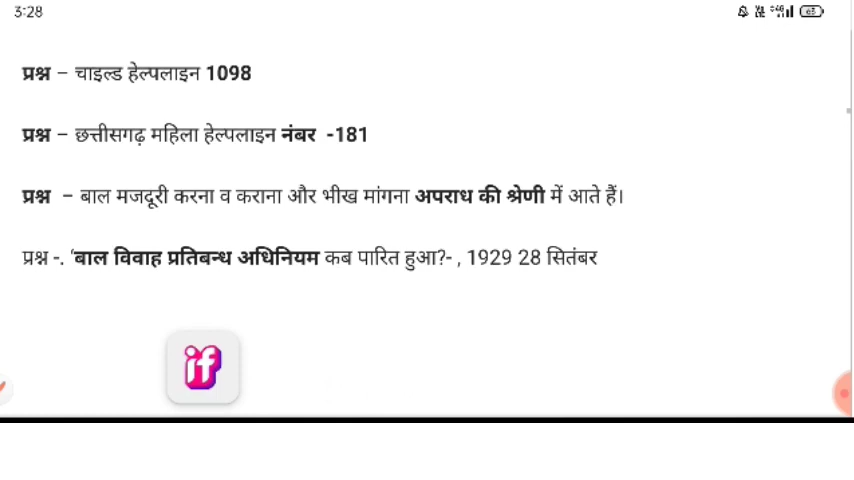 3:28
प्रश्न – चाइल्ड हेल्पलाइन 1098
प्रश्न – छत्तीसगढ़ महिला हेल्पलाइन नंबर -181
प्रश्न – बाल मजदूरी करना व कराना और भीख मांगना अपराध की श्रेणी में आते हैं।
प्रश्न -. ‘बाल विवाह प्रतिबन्ध अधिनियम कब पारित हुआ?- , 1929 28 सितंबर
if